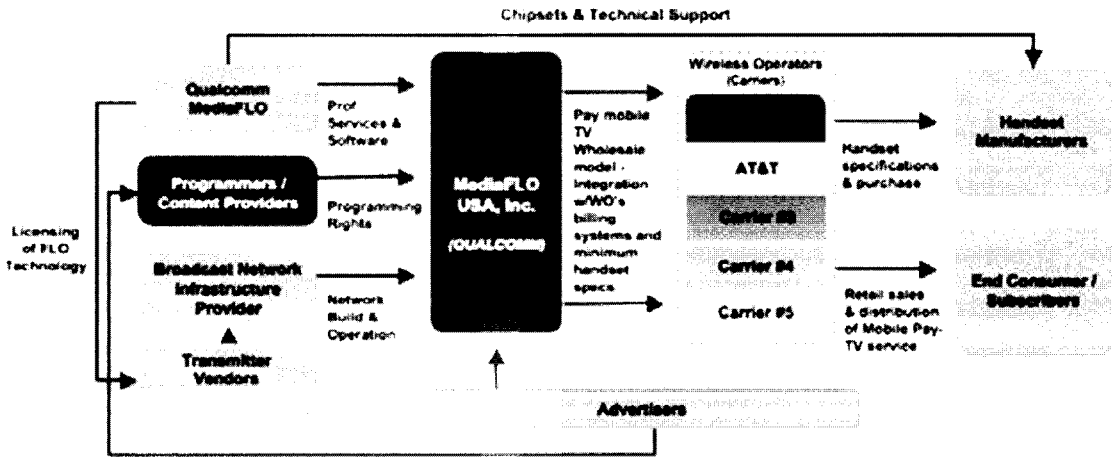 Chipsets & Technical Support
Qualcomm
MediaFLO
Prof
Services &
Software
Programmers /
Content Providers
Programming
Rights
Licensing
of FLO
Technology
Broadcast Network
Infrastructure
Provider
Network
Build &
Operation
Transmitter
Vendors
MediaFLO
USA, Inc.
(QUALCOMM)
Pay mobile
TV
Wholesale
model -
Integration
w/WO's
billing
systems and
minimum
handset
specs
Wireless Operators
(Carriers)
AT&T
Carrier #3
Carrier #4
Carrier #5
Handset
specifications
& purchase
Retail sales
& distribution
of Mobile Pay-
TV service
Handset
Manufacturers
End Consumer /
Subscribers
Advertisers